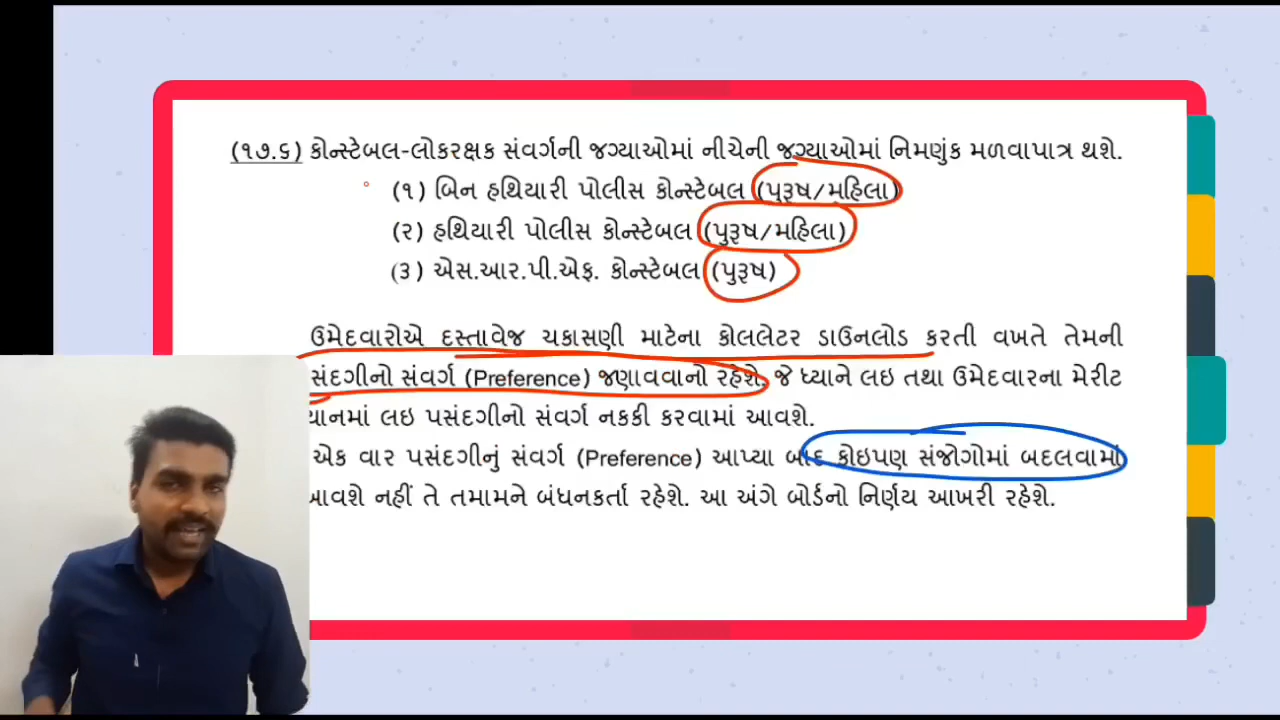 (૧૭.૬) કોન્સ્ટેબલ-લોકરક્ષક સંવર્ગની જગ્યાઓમાં નીચેની જગ્યાઓમાં નિમણુંક મળવાપાત્ર થશે.
(૧) બિન હથિયારી પોલીસ કોન્સ્ટેબલ (પુરૂષ/મહિલા)
(૨) હથિયારી પોલીસ કોન્સ્ટેબલ (પુરૂષ/મહિલા)
(૩) એસ.આર.પી.એફ. કોન્સ્ટેબલ (પુરૂષ)
ઉમેદવારોએ દસ્તાવેજ ચકાસણી માટેના કોલલેટર ડાઉનલોડ કરતી વખતે તેમની
સંદગીનો સંવર્ગ (Preference) જણાવવાનો રહેશે. જે ધ્યાને લઇ તથા ઉમેદવારના મેરીટ
યાનમાં લઇ પસંદગીનો સંવર્ગ નકકી કરવામાં આવશે.
એક વાર પસંદગીનું સંવર્ગ (Preference) આપ્યા બાદ કોઇપણ સંજોગોમાં બદલવામાં
આવશે નહીં તે તમામને બંધનકર્તા રહેશે. આ અંગે બોર્ડનો નિર્ણય આખરી રહેશે.